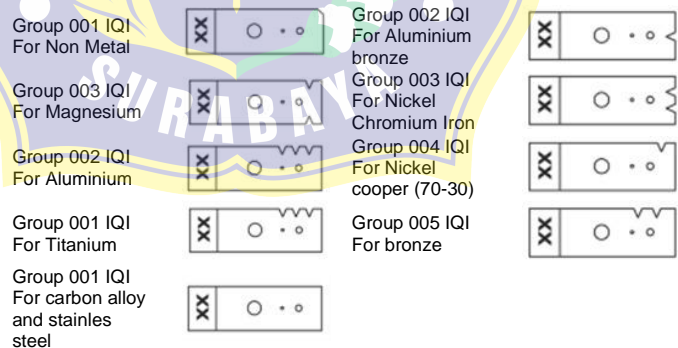 Group 001 IQI
For Non Metal
XX
Group 003 IQI
For Magnesium
XX
Group 002 IQI
For Aluminium
XX
Group 001 IQI
For Titanium
XX
Group 001 IQI
For carbon alloy
and stainles
steel
XX
Group 002 IQI
For Aluminium
bronze
XX
Group 003 IQI
For Nickel
Chromium Iron
XX
Group 004 IQI
For Nickel
cooper (70-30)
XX
Group 005 IQI
For bronze
XX
SURABAYA